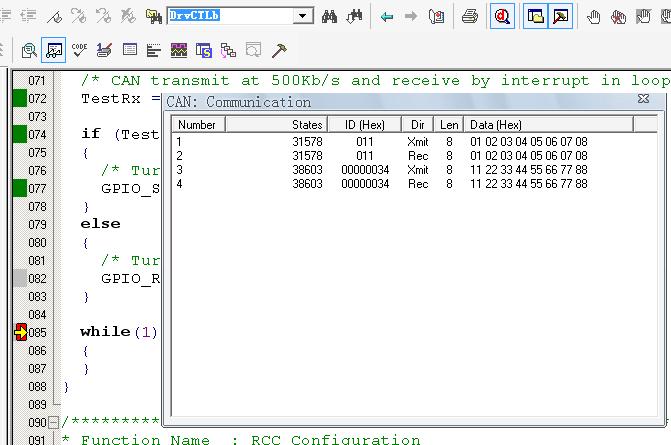 DrvCTLb
CODE
071 /* CAN transmit at 500Kb/s and receive by interrupt in loop
072 TestRx =
CAN: Communication
Number States ID (Hex) Dir Len Data (Hex)
1 31578 011 Xmit 8 01 02 03 04 05 06 07 08
2 31578 011 Rec 8 01 02 03 04 05 06 07 08
3 38603 00000034 Xmit 8 11 22 33 44 55 66 77 88
4 38603 00000034 Rec 8 11 22 33 44 55 66 77 88
073
074 if (Test
075 {
076 /* Tur
077 GPIO_S
078 }
079 else
080 {
081 /* Tur
082 GPIO_R
083 }
084
085 while(1)
086 {
087 }
088 }
089
090 /**********
091 * Function Name : RCC Configuration